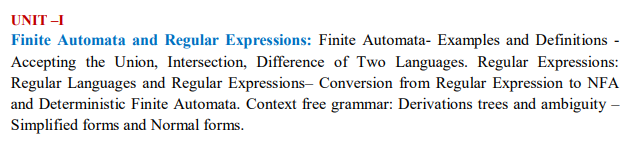 UNIT –I
Finite Automata and Regular Expressions: Finite Automata- Examples and Definitions -
Accepting the Union, Intersection, Difference of Two Languages. Regular Expressions:
Regular Languages and Regular Expressions– Conversion from Regular Expression to NFA
and Deterministic Finite Automata. Context free grammar: Derivations trees and ambiguity –
Simplified forms and Normal forms.